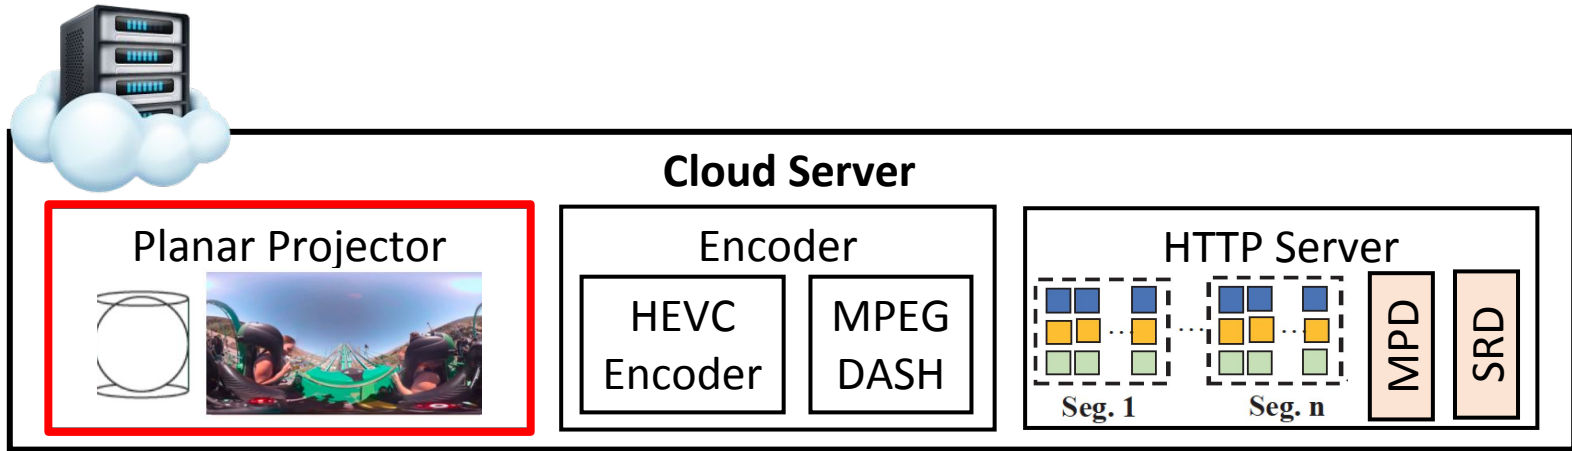 Cloud Server
Planar Projector
Encoder
HEVC
Encoder
MPEG
DASH
HTTP Server
...
...
...
Seg. 1
Seg. n
MPD
SRD